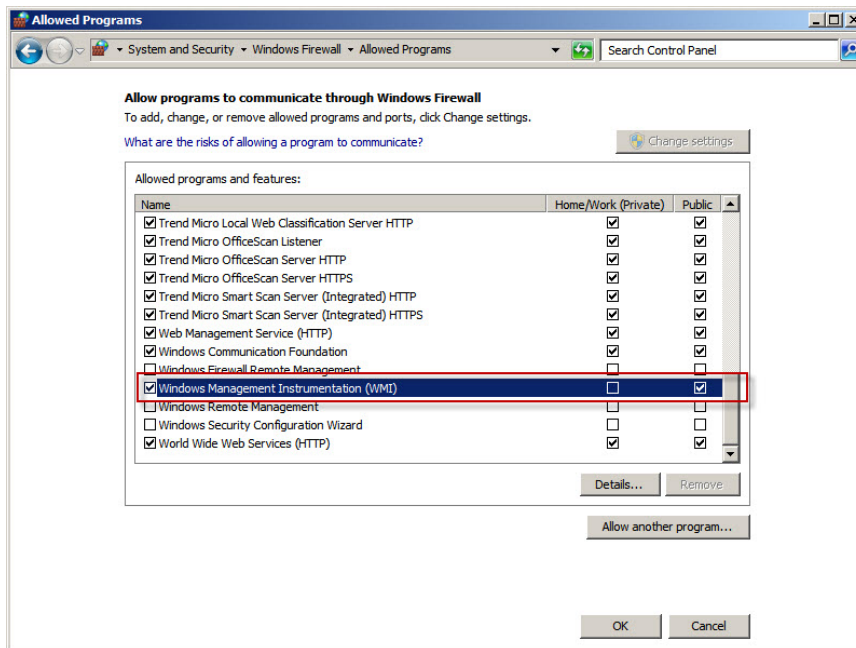 Allowed Programs
System and Security Windows Firewall Allowed Programs Search Control Panel
Allow programs to communicate through Windows Firewall
To add, change, or remove allowed programs and ports, click Change settings.
What are the risks of allowing a program to communicate? Change settings
Allowed programs and features:
Name Home/Work (Private) Public
Trend Micro Local Web Classification Server HTTP
Trend Micro OfficeScan Listener
Trend Micro OfficeScan Server HTTP
Trend Micro OfficeScan Server HTTPS
Trend Micro Smart Scan Server (Integrated) HTTP
Trend Micro Smart Scan Server (Integrated) HTTPS
Web Management Service (HTTP)
Windows Communication Foundation
Windows Firewall Remote Management
Windows Management Instrumentation (WMI)
Windows Remote Management
Windows Security Configuration Wizard
World Wide Web Services (HTTP)
Details... Remove
Allow another program...
OK Cancel